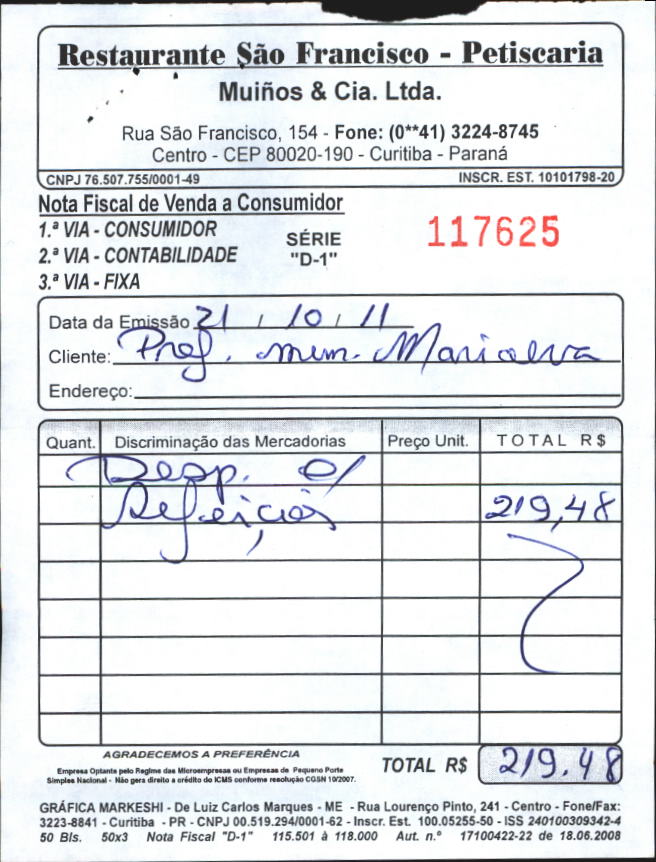 Restaurante São Francisco - Petiscaria
Muiños & Cia. Ltda.
Rua São Francisco, 154 - Fone: (0**41) 3224-8745
Centro - CEP 80020-190 - Curitiba - Paraná
CNPJ 76.507.755/0001-49 INSCR. EST. 10101798-20
Nota Fiscal de Venda a Consumidor
1.ª VIA - CONSUMIDOR
2.ª VIA - CONTABILIDADE
3.ª VIA - FIXA
SÉRIE
"D-1"
117625
Data da Emissão 21 / 10 / 11
Cliente: Pref. mun. Marialva
Endereço:
Quant. Discriminação das Mercadorias Preço Unit. TOTAL R$
Desp. c/
Refeições 219,48
AGRADECEMOS A PREFERÊNCIA
Empresa Optante pelo Regime das Microempresas ou Empresas de Pequeno Porte
Simples Nacional - Não gera direito a crédito do ICMS conforme resolução CGSN 10/2007.
TOTAL R$ 219.48
GRÁFICA MARKESHI - De Luiz Carlos Marques - ME - Rua Lourenço Pinto, 241 - Centro - Fone/Fax:
3223-8841 - Curitiba - PR - CNPJ 00.519.294/0001-62 - Inscr. Est. 100.05255-50 - ISS 240100309342-4
50 Bls. 50x3 Nota Fiscal "D-1" 115.501 à 118.000 Aut. n.º 17100422-22 de 18.06.2008